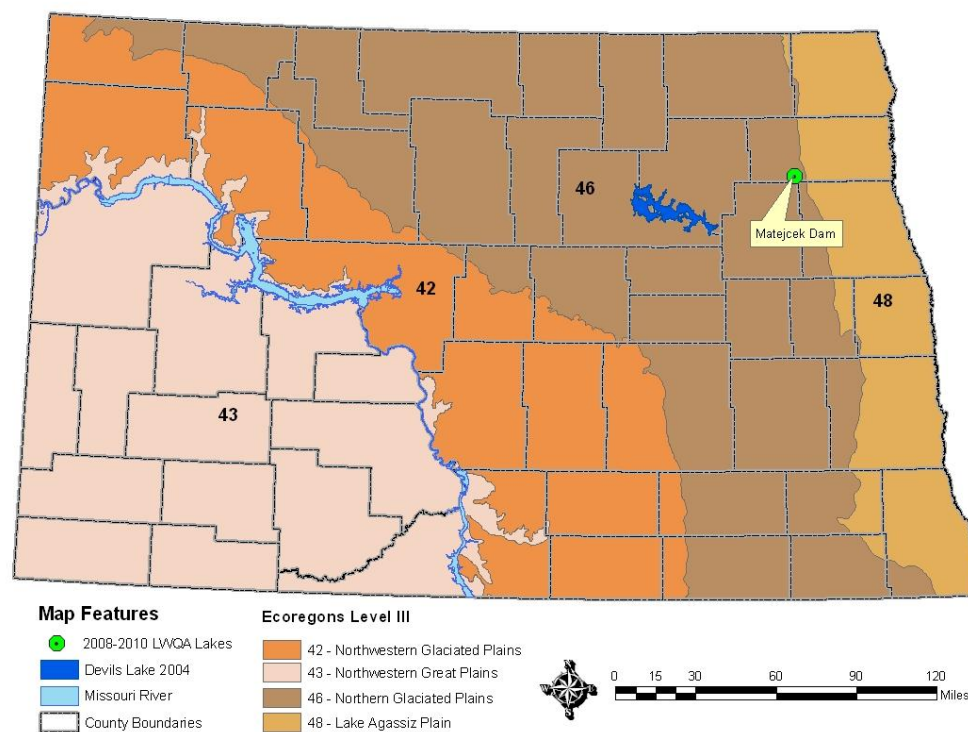 46
Matejcek Dam
42
48
43
Map Features
2008-2010 LWQA Lakes
Devils Lake 2004
Missouri River
County Boundaries
Ecoregons Level III
42 - Northwestern Glaciated Plains
43 - Northwestern Great Plains
46 - Northern Glaciated Plains
48 - Lake Agassiz Plain
N
E
S
W
0 15 30 60 90 120
Miles